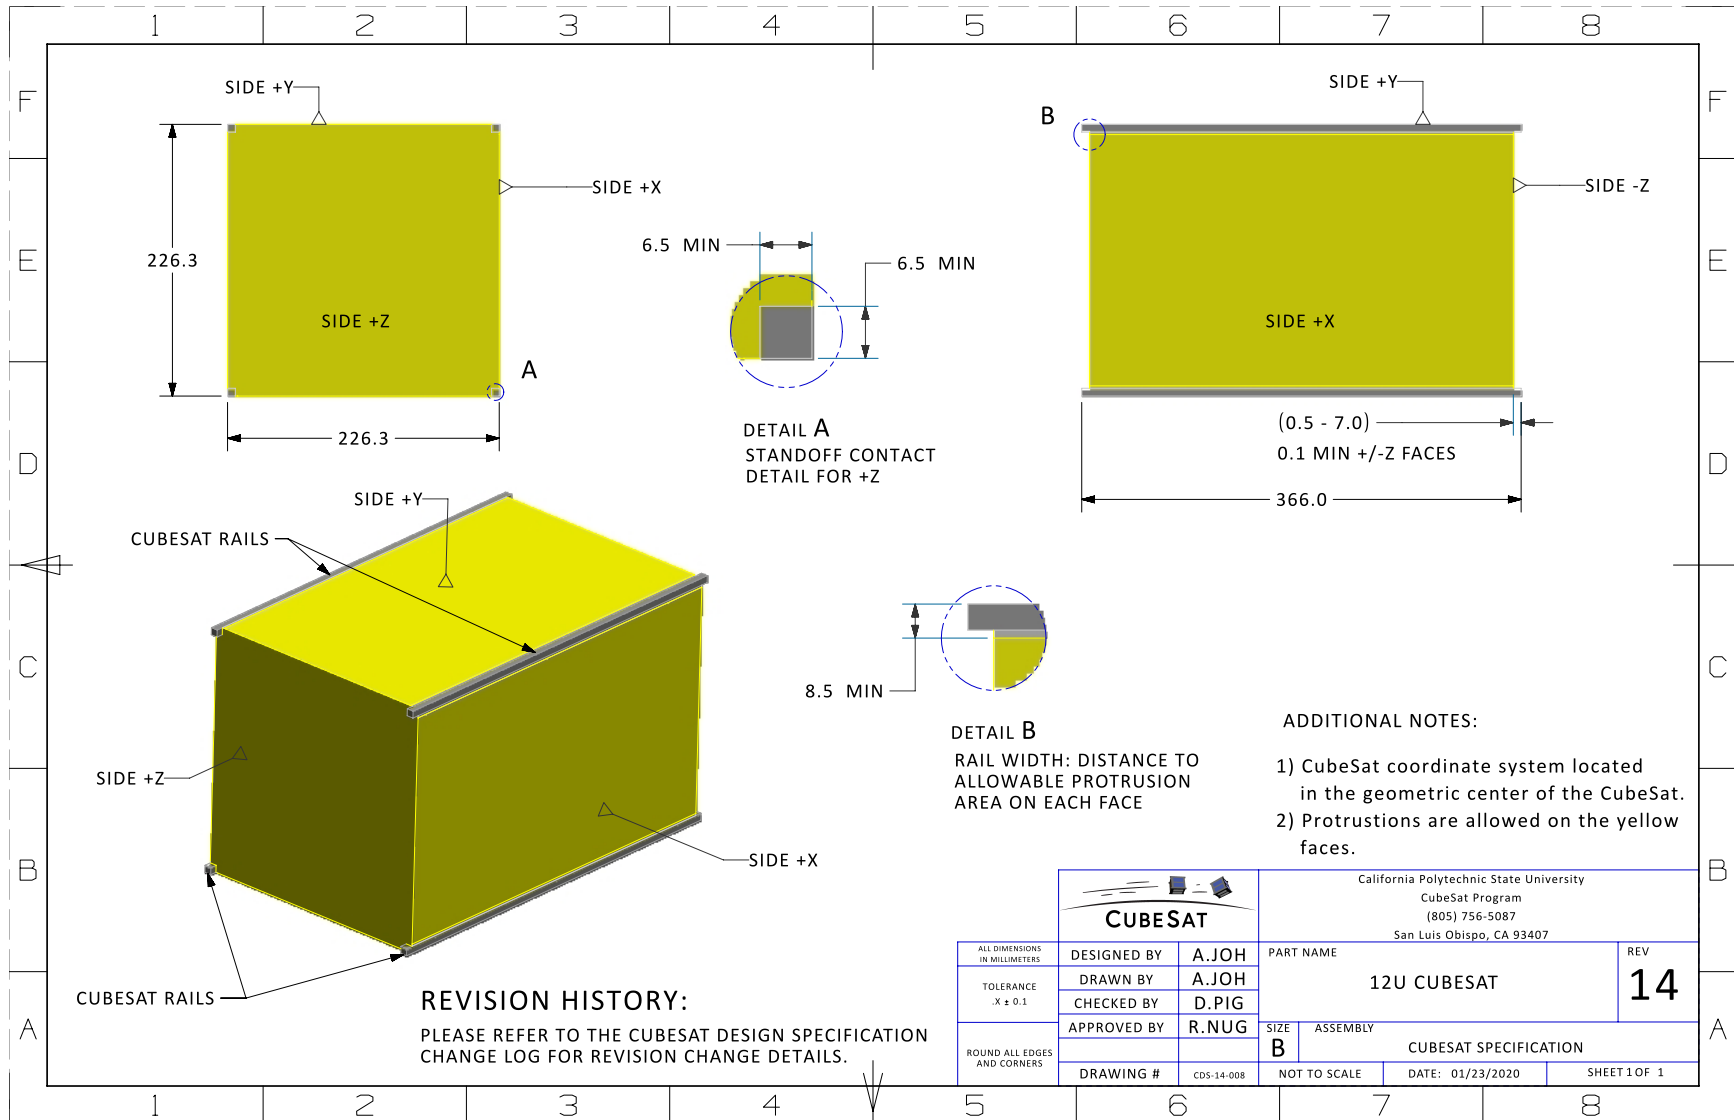 1 2 3 4 5 6 7 8
F F
E E
D D
C C
B B
A A
SIDE +Y
SIDE +X
226.3
SIDE +Z
A
226.3
6.5 MIN
6.5 MIN
DETAIL A
STANDOFF CONTACT
DETAIL FOR +Z
SIDE +Y
B
SIDE -Z
SIDE +X
(0.5 - 7.0)
0.1 MIN +/-Z FACES
366.0
SIDE +Y
CUBESAT RAILS
SIDE +Z
SIDE +X
CUBESAT RAILS
8.5 MIN
DETAIL B
RAIL WIDTH: DISTANCE TO
ALLOWABLE PROTRUSION
AREA ON EACH FACE
ADDITIONAL NOTES:
1) CubeSat coordinate system located
in the geometric center of the CubeSat.
2) Protrustions are allowed on the yellow
faces.
REVISION HISTORY:
PLEASE REFER TO THE CUBESAT DESIGN SPECIFICATION
CHANGE LOG FOR REVISION CHANGE DETAILS.
CUBESAT
California Polytechnic State University
CubeSat Program
(805) 756-5087
San Luis Obispo, CA 93407
ALL DIMENSIONS
IN MILLIMETERS
TOLERANCE
.X ± 0.1
ROUND ALL EDGES
AND CORNERS
DESIGNED BY A.JOH
DRAWN BY A.JOH
CHECKED BY D.PIG
APPROVED BY R.NUG
DRAWING # CDS-14-008
PART NAME
12U CUBESAT
REV
14
SIZE
B
ASSEMBLY
CUBESAT SPECIFICATION
NOT TO SCALE
DATE: 01/23/2020
SHEET 1 OF 1
1 2 3 4 5 6 7 8